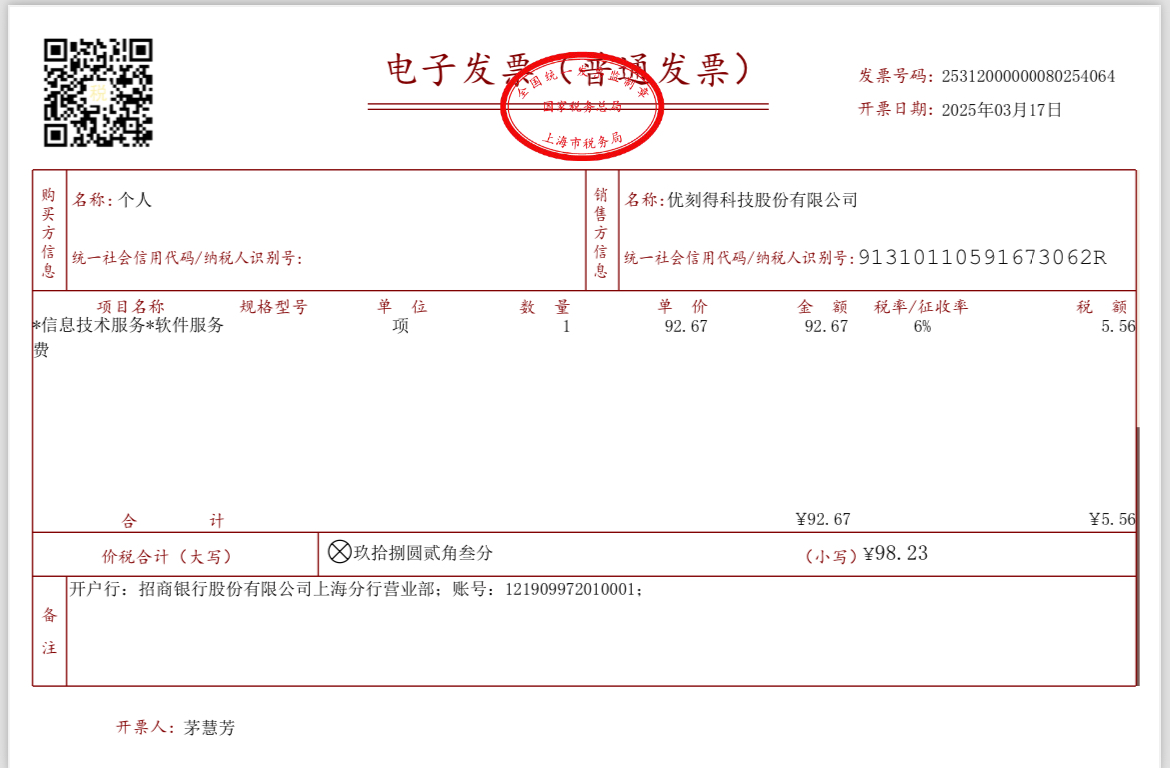 电子发票（普通发票）
全国统一发票监制章
国家税务总局
上海市税务局
发票号码: 25312000000080254064
开票日期: 2025年03月17日
购买方信息
名称: 个人
统一社会信用代码/纳税人识别号:
销售方信息
名称: 优刻得科技股份有限公司
统一社会信用代码/纳税人识别号: 91310110591673062R
项目名称 规格型号 单位 数量 单价 金额 税率/征收率 税额
*信息技术服务*软件服务 项 1 92.67 92.67 6% 5.56
费
合计 ¥92.67 ¥5.56
价税合计（大写） ⊗玖拾捌圆贰角叁分 （小写）¥98.23
备注
开户行: 招商银行股份有限公司上海分行营业部; 账号: 121909972010001;
开票人: 茅慧芳
税